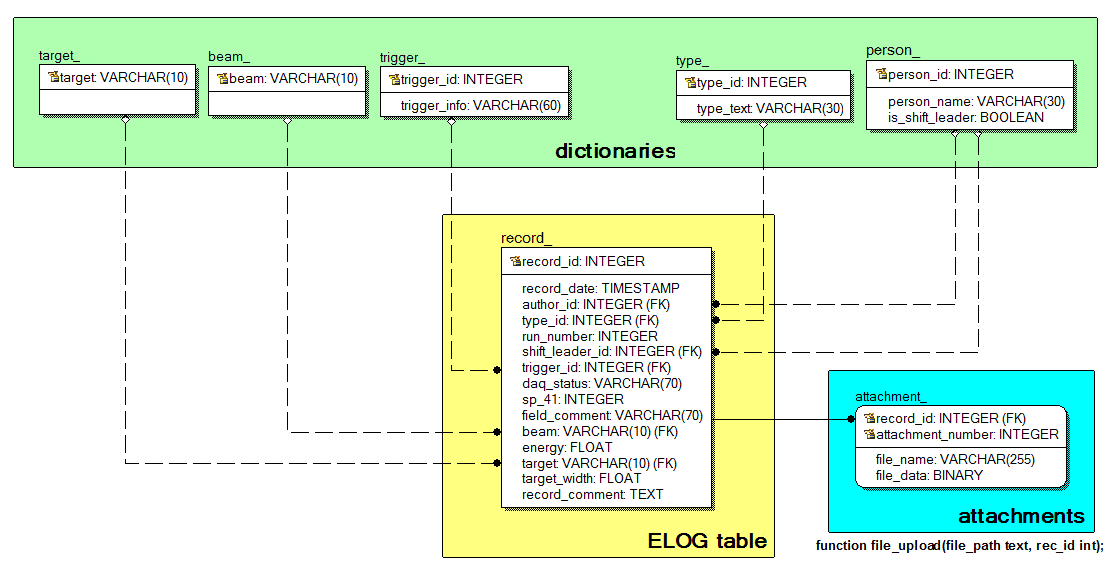 target_
target: VARCHAR(10)
beam_
beam: VARCHAR(10)
trigger_
trigger_id: INTEGER
trigger_info: VARCHAR(60)
type_
type_id: INTEGER
type_text: VARCHAR(30)
person_
person_id: INTEGER
person_name: VARCHAR(30)
is_shift_leader: BOOLEAN
dictionaries
record_
record_id: INTEGER
record_date: TIMESTAMP
author_id: INTEGER (FK)
type_id: INTEGER (FK)
run_number: INTEGER
shift_leader_id: INTEGER (FK)
trigger_id: INTEGER (FK)
daq_status: VARCHAR(70)
sp_41: INTEGER
field_comment: VARCHAR(70)
beam: VARCHAR(10) (FK)
energy: FLOAT
target: VARCHAR(10) (FK)
target_width: FLOAT
record_comment: TEXT
ELOG table
attachment_
record_id: INTEGER (FK)
attachment_number: INTEGER
file_name: VARCHAR(255)
file_data: BINARY
attachments
function file_upload(file_path text, rec_id int);